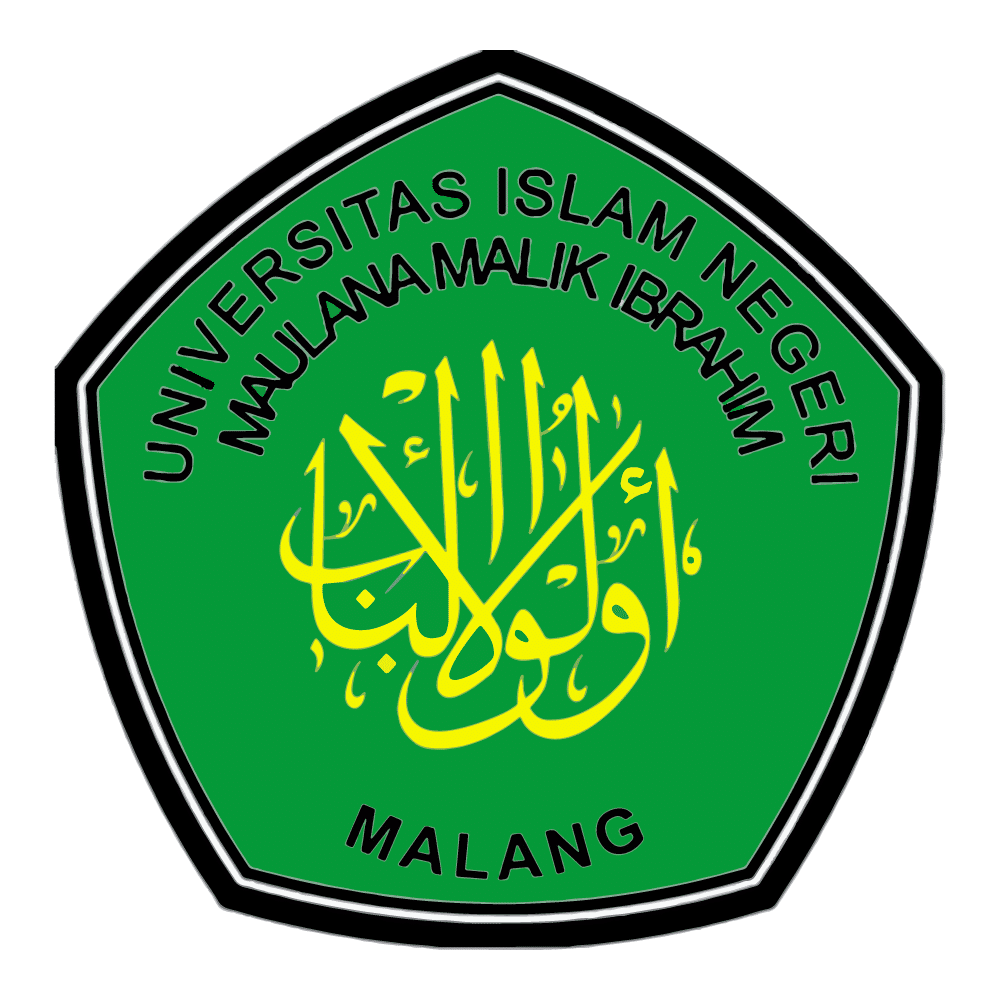 UNIVERSITAS ISLAM NEGERI
MAULANA MALIK IBRAHIM
أولو الألباب
MALANG